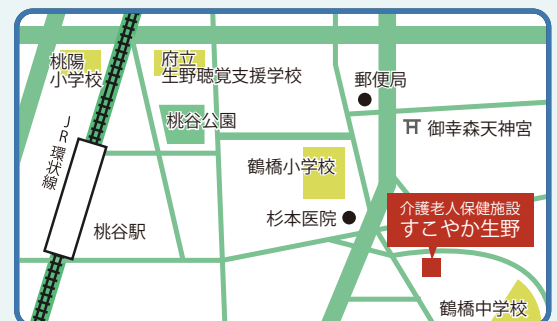 桃陽
小学校
府立
生野聴覚支援学校
郵便局
桃谷公園
御幸森天神宮
JR環状線
鶴橋小学校
介護老人保健施設
すこやか生野
杉本医院
桃谷駅
鶴橋中学校